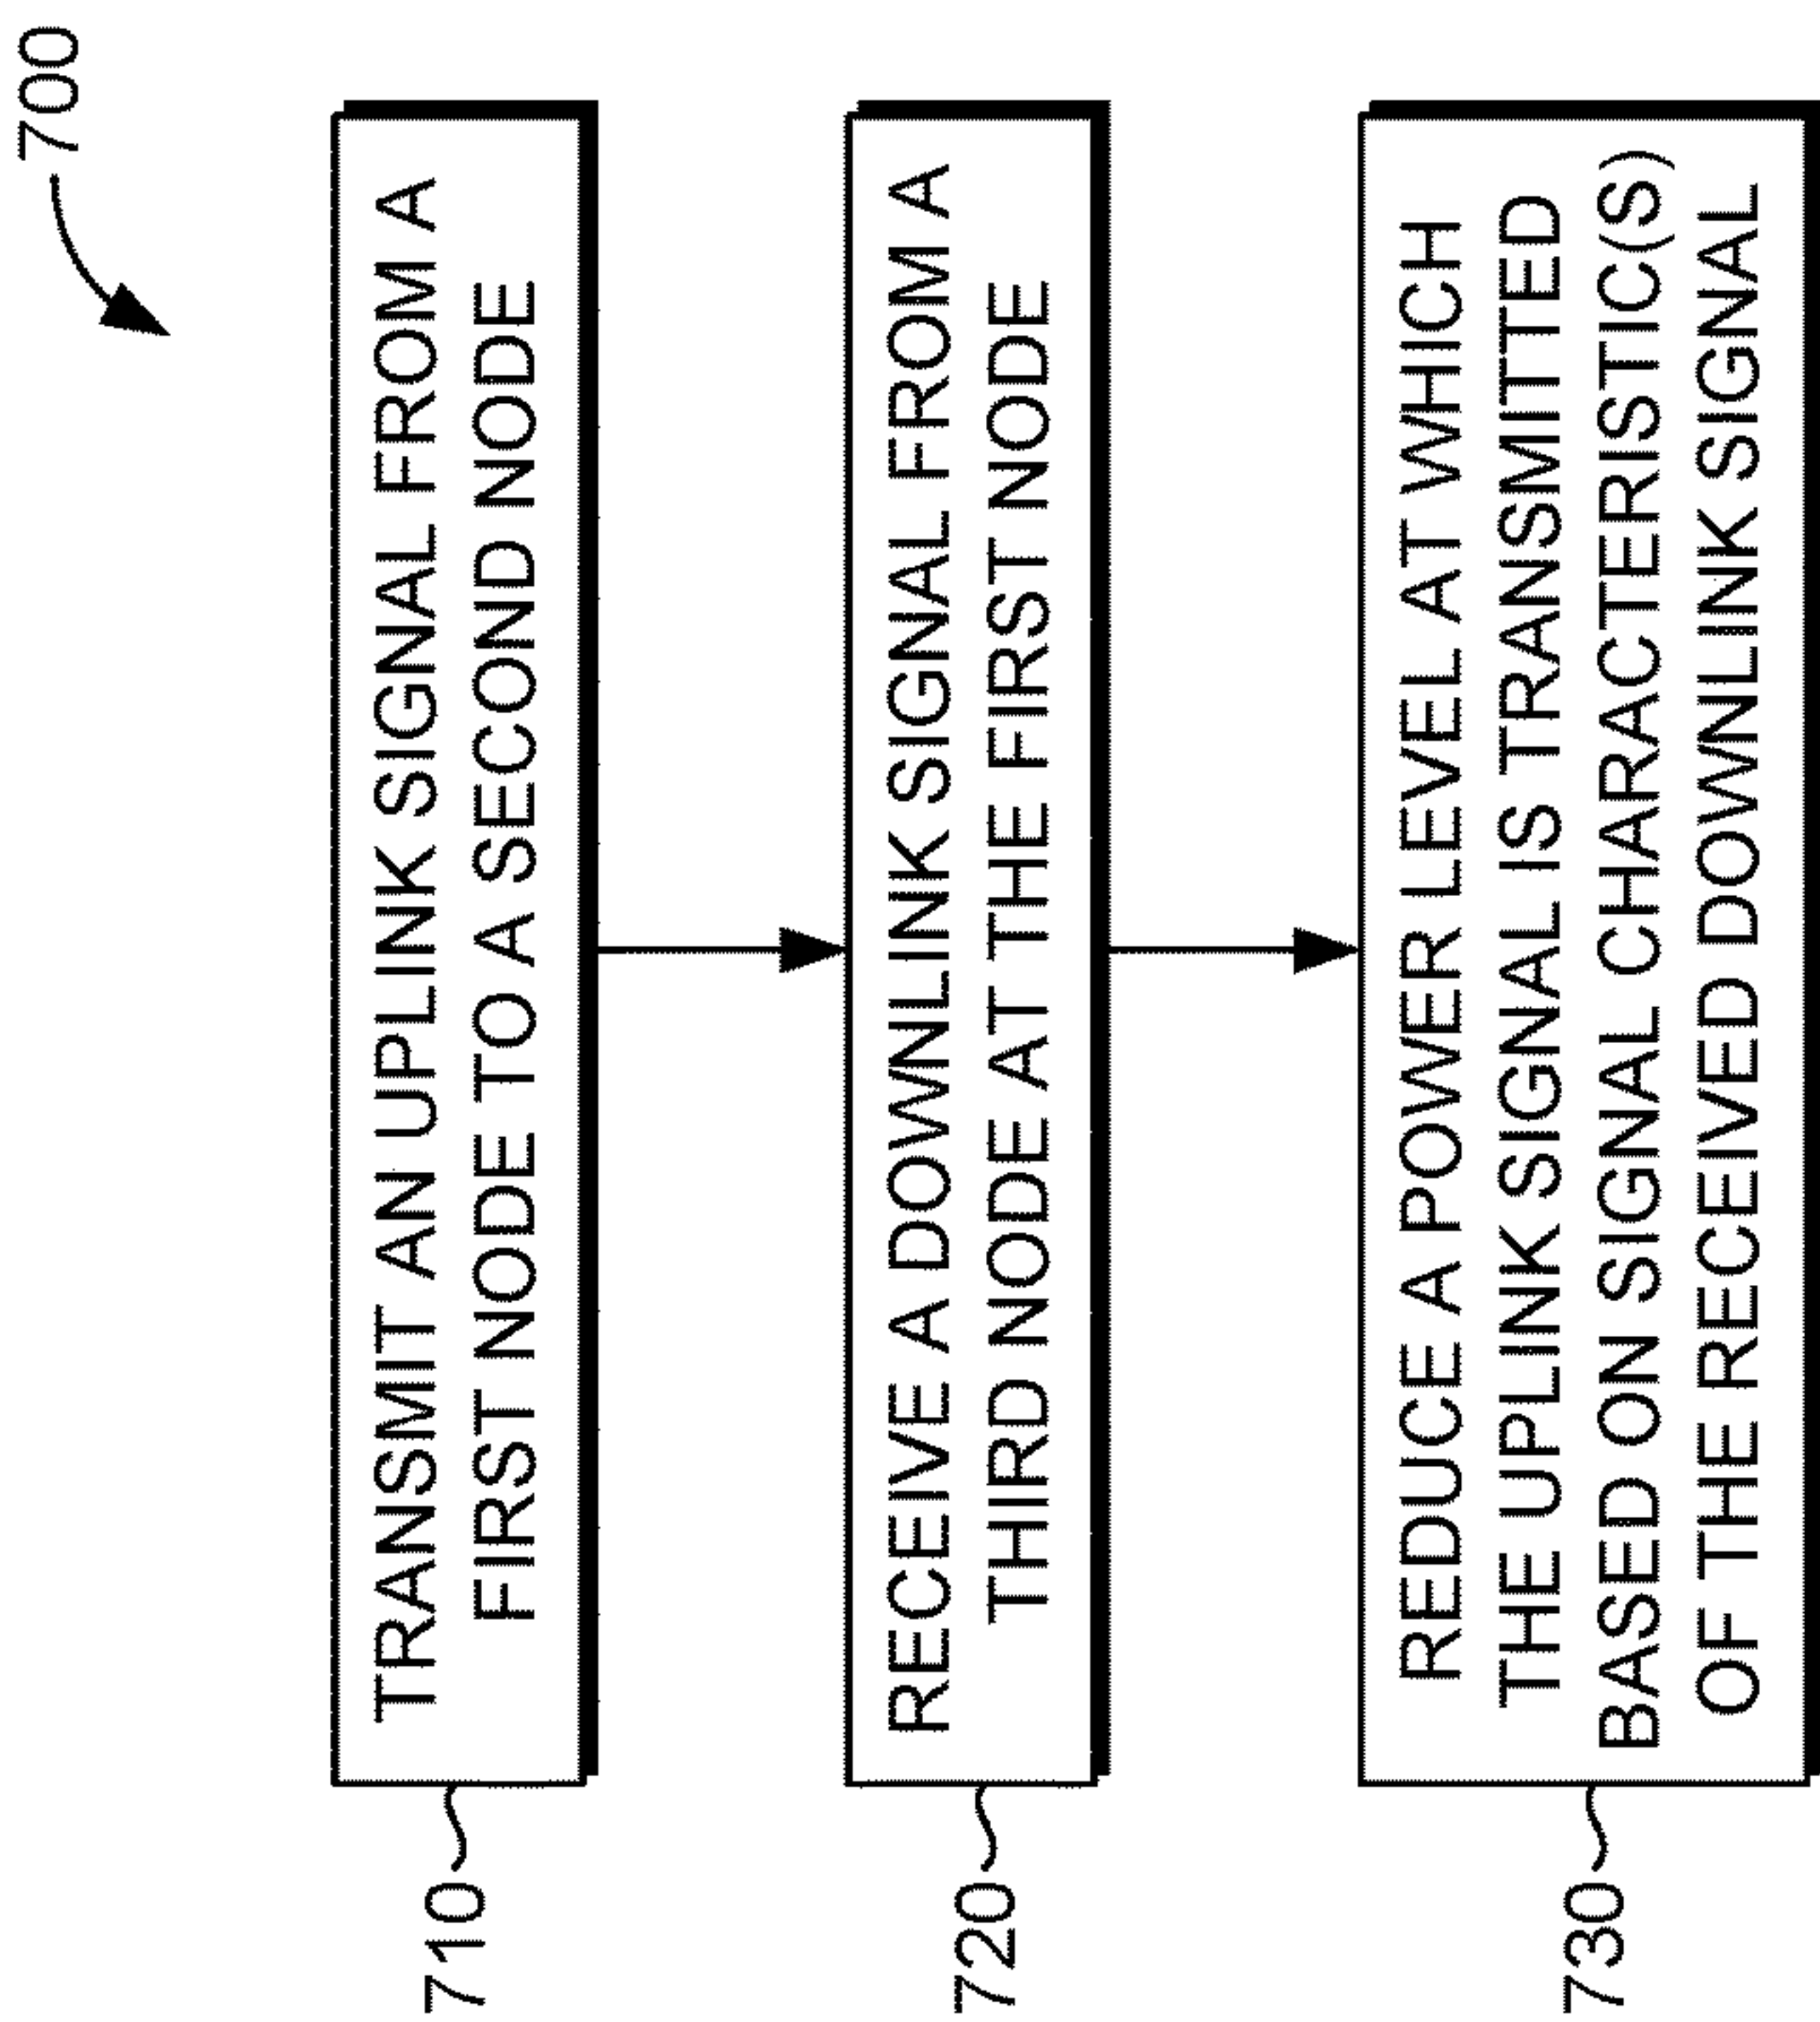 700
710
TRANSMIT AN UPLINK SIGNAL FROM A
FIRST NODE TO A SECOND NODE
720
RECEIVE A DOWNLINK SIGNAL FROM A
THIRD NODE AT THE FIRST NODE
730
REDUCE A POWER LEVEL AT WHICH
THE UPLINK SIGNAL IS TRANSMITTED
BASED ON SIGNAL CHARACTERISTIC(S)
OF THE RECEIVED DOWNLINK SIGNAL